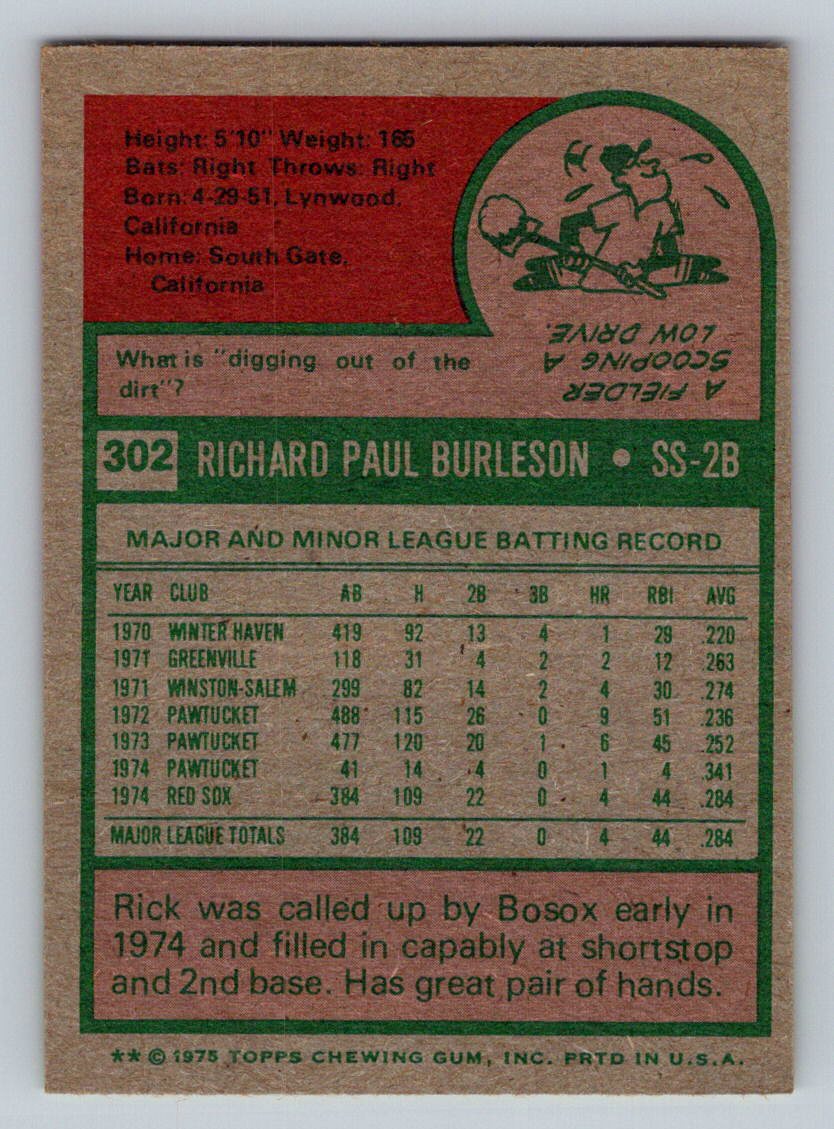 Height: 5'10" Weight: 165
Bats: Right Throws: Right
Born: 4-29-51, Lynwood,
California
Home: South Gate,
California
What is "digging out of the
dirt"?
A FIELDER
SCOOPING A
LOW DRIVE.
302 RICHARD PAUL BURLESON • SS-2B
MAJOR AND MINOR LEAGUE BATTING RECORD
YEAR CLUB AB H 2B 3B HR RBI AVG
1970 WINTER HAVEN 419 92 13 4 1 29 .220
1971 GREENVILLE 118 31 4 2 2 12 .263
1971 WINSTON-SALEM 299 82 14 2 4 30 .274
1972 PAWTUCKET 488 115 26 0 9 51 .236
1973 PAWTUCKET 477 120 20 1 6 45 .252
1974 PAWTUCKET 41 14 4 0 1 4 .341
1974 RED SOX 384 109 22 0 4 44 .284
MAJOR LEAGUE TOTALS 384 109 22 0 4 44 .284
Rick was called up by Bosox early in
1974 and filled in capably at shortstop
and 2nd base. Has great pair of hands.
** © 1975 TOPPS CHEWING GUM, INC. PRTD IN U.S.A.